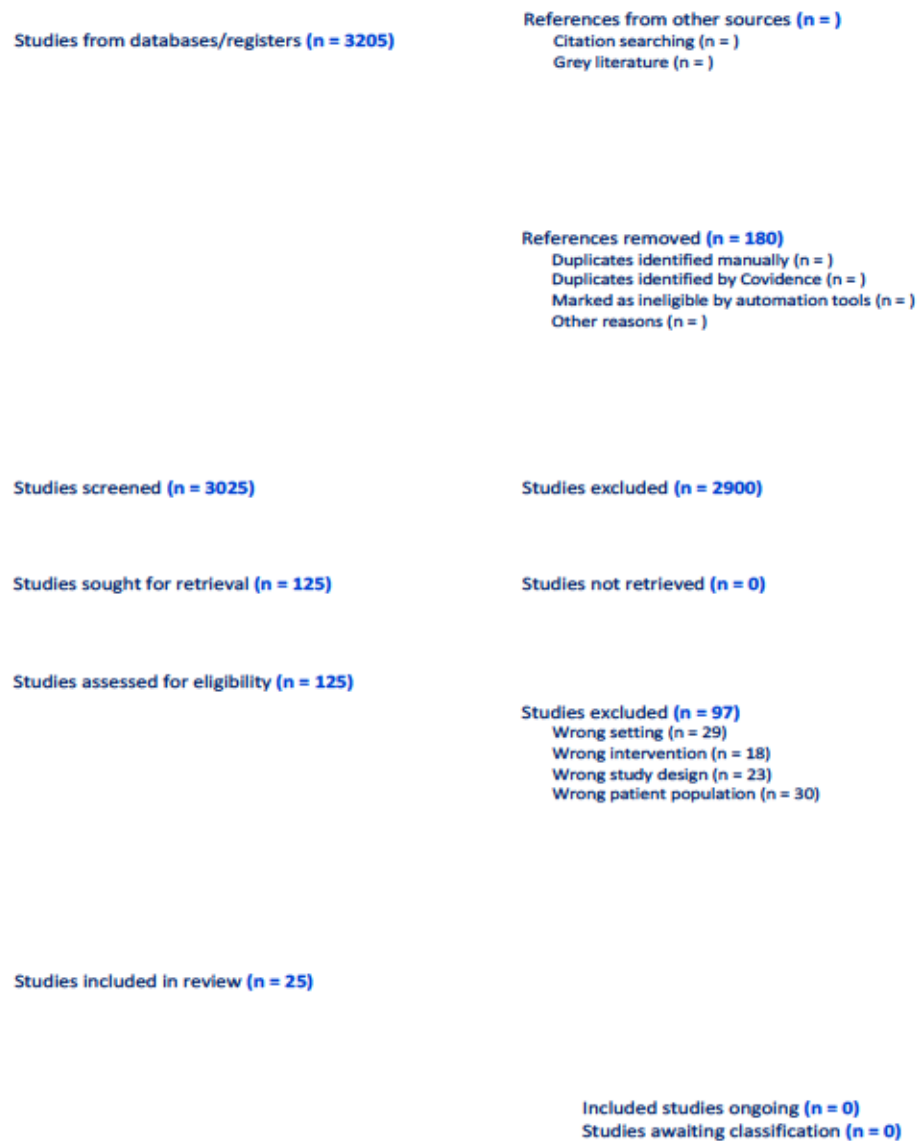 Studies from databases/registers (n = 3205)
References from other sources (n = )
Citation searching (n = )
Grey literature (n = )
References removed (n = 180)
Duplicates identified manually (n = )
Duplicates identified by Covidence (n = )
Marked as ineligible by automation tools (n = )
Other reasons (n = )
Studies screened (n = 3025)
Studies excluded (n = 2900)
Studies sought for retrieval (n = 125)
Studies not retrieved (n = 0)
Studies assessed for eligibility (n = 125)
Studies excluded (n = 97)
Wrong setting (n = 29)
Wrong intervention (n = 18)
Wrong study design (n = 23)
Wrong patient population (n = 30)
Studies included in review (n = 25)
Included studies ongoing (n = 0)
Studies awaiting classification (n = 0)